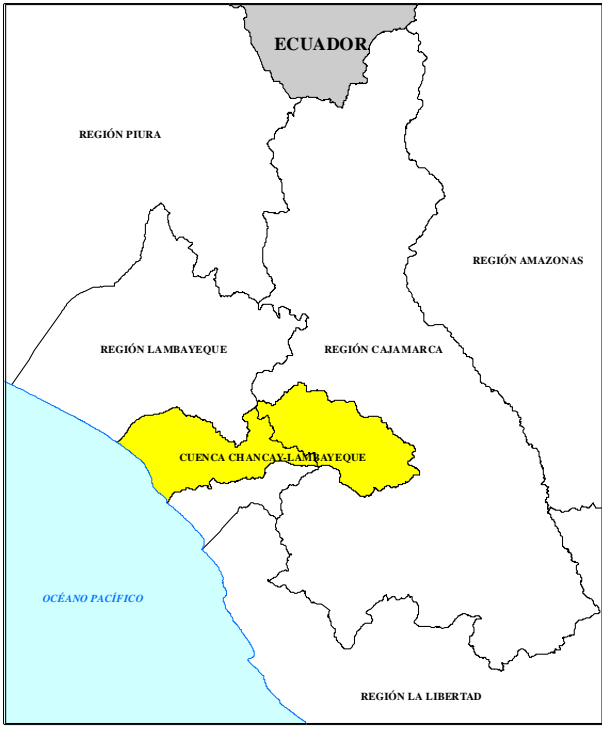 ECUADOR
REGIÓN PIURA
REGIÓN AMAZONAS
REGIÓN LAMBAYEQUE
REGIÓN CAJAMARCA
CUENCA CHANCAY-LAMBAYEQUE
OCÉANO PACÍFICO
REGIÓN LA LIBERTAD